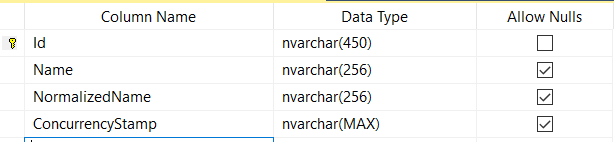 Column Name Data Type Allow Nulls
Id nvarchar(450)
Name nvarchar(256)
NormalizedName nvarchar(256)
ConcurrencyStamp nvarchar(MAX)